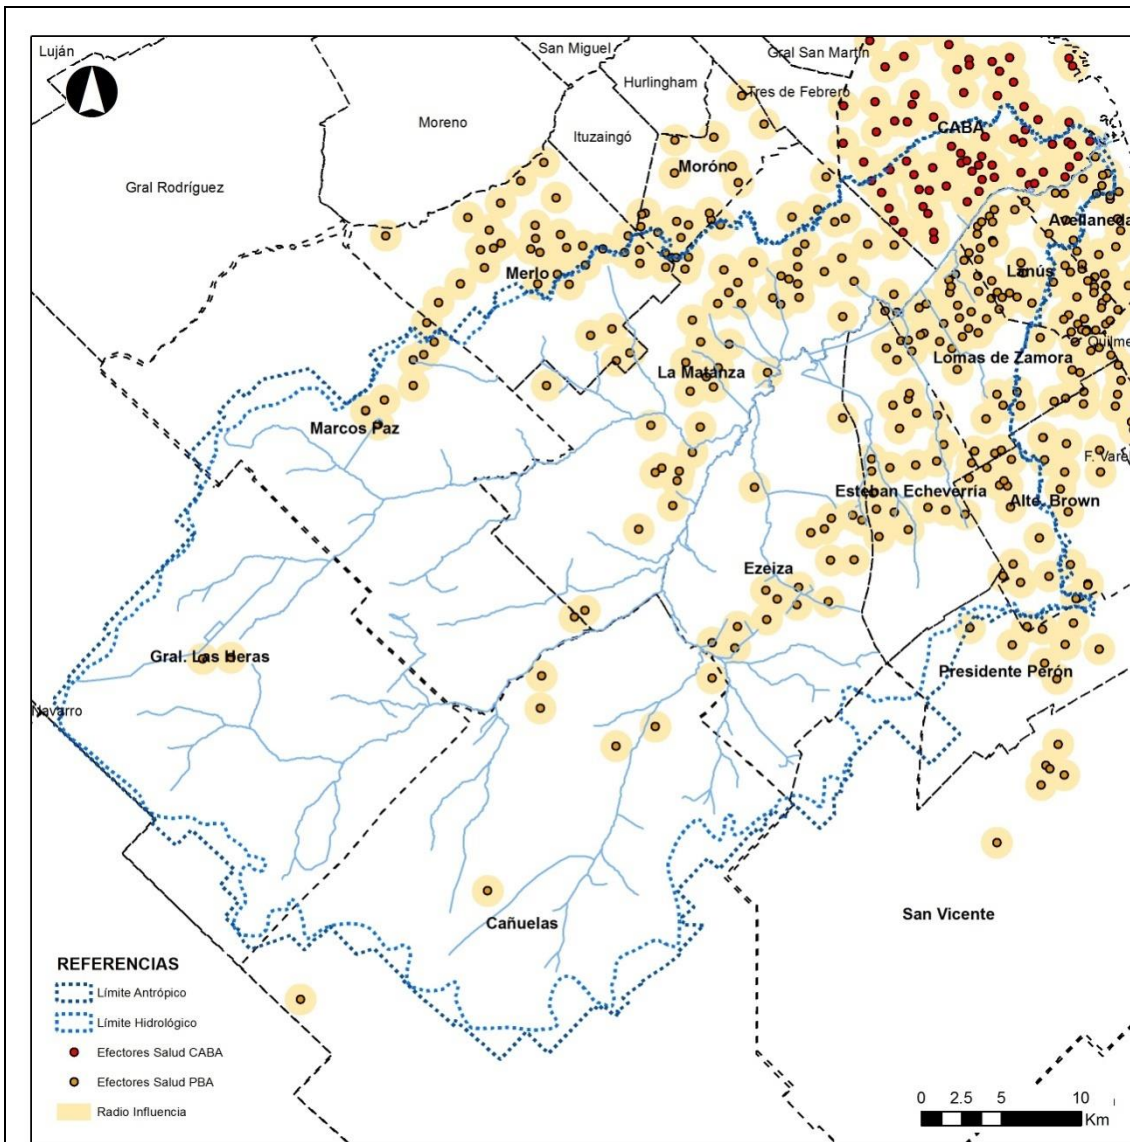 Luján
San Miguel
Gral San Martín
Hurlingham
Tres de Febrero
Moreno
Ituzaingó
CABA
Morón
Gral Rodríguez
Avellaneda
Merlo
Lanús
Quilme
Lomas de Zamora
La Matanza
Marcos Paz
F. Varel
Esteban Echeverría
Alte. Brown
Ezeiza
Gral. Las Heras
Presidente Perón
Navarro
San Vicente
Cañuelas
REFERENCIAS
Límite Antrópico
Límite Hidrológico
Efectores Salud CABA
Efectores Salud PBA
Radio Influencia
0 2.5 5 10
Km